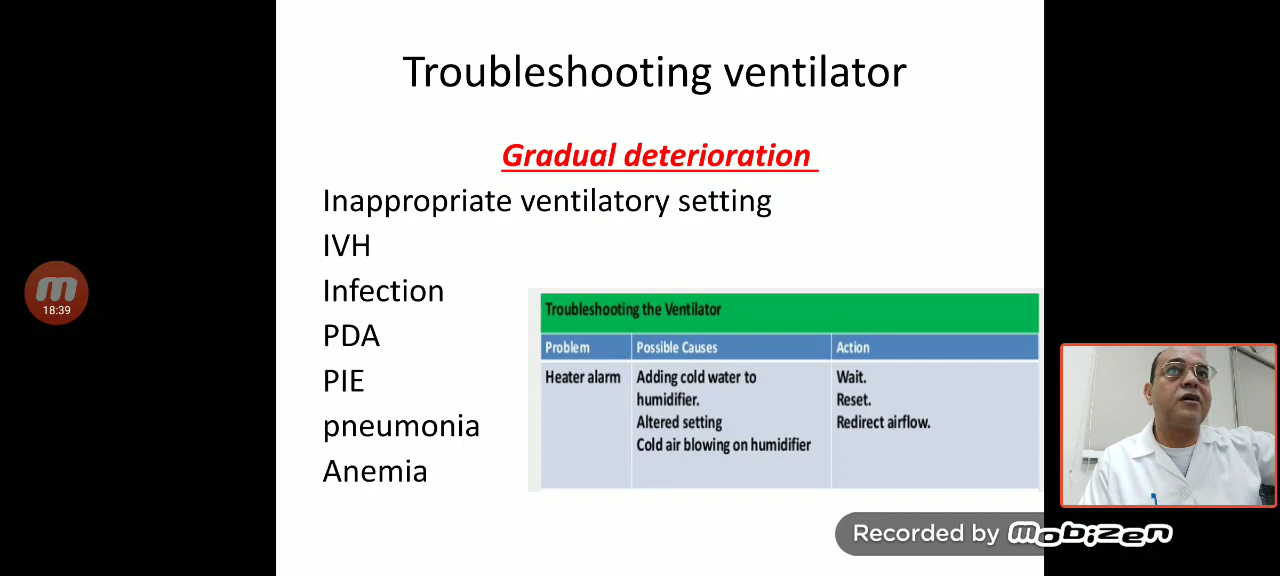 Troubleshooting ventilator
Gradual deterioration
Inappropriate ventilatory setting
IVH
Infection
PDA
PIE
pneumonia
Anemia
Troubleshooting the Ventilator
Problem Possible Causes Action
Heater alarm Adding cold water to Wait.
humidifier. Reset.
Altered setting Redirect airflow.
Cold air blowing on humidifier
18:39
Recorded by mobizen